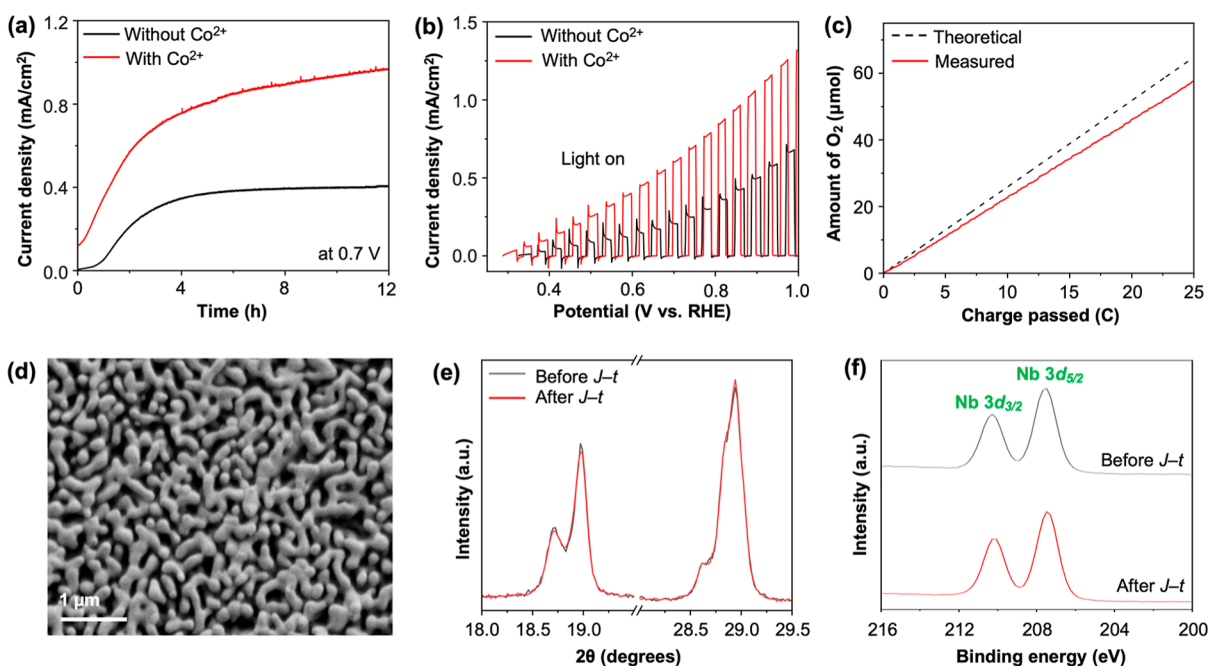 (a)
1.2
0.8
0.4
0.0
Current density (mA/cm²)
Without Co²⁺
With Co²⁺
at 0.7 V
0
4
8
12
Time (h)
(b)
1.5
1.0
0.5
0.0
Current density (mA/cm²)
Without Co²⁺
With Co²⁺
Light on
0.4
0.6
0.8
1.0
Potential (V vs. RHE)
(c)
60
40
20
0
Amount of O₂ (μmol)
Theoretical
Measured
0
5
10
15
20
25
Charge passed (C)
(d)
1 μm
(e)
Intensity (a.u.)
Before J–t
After J–t
18.0
18.5
19.0
28.5
29.0
29.5
2θ (degrees)
(f)
Intensity (a.u.)
Nb 3d5/2
Nb 3d3/2
Before J–t
After J–t
216
212
208
204
200
Binding energy (eV)